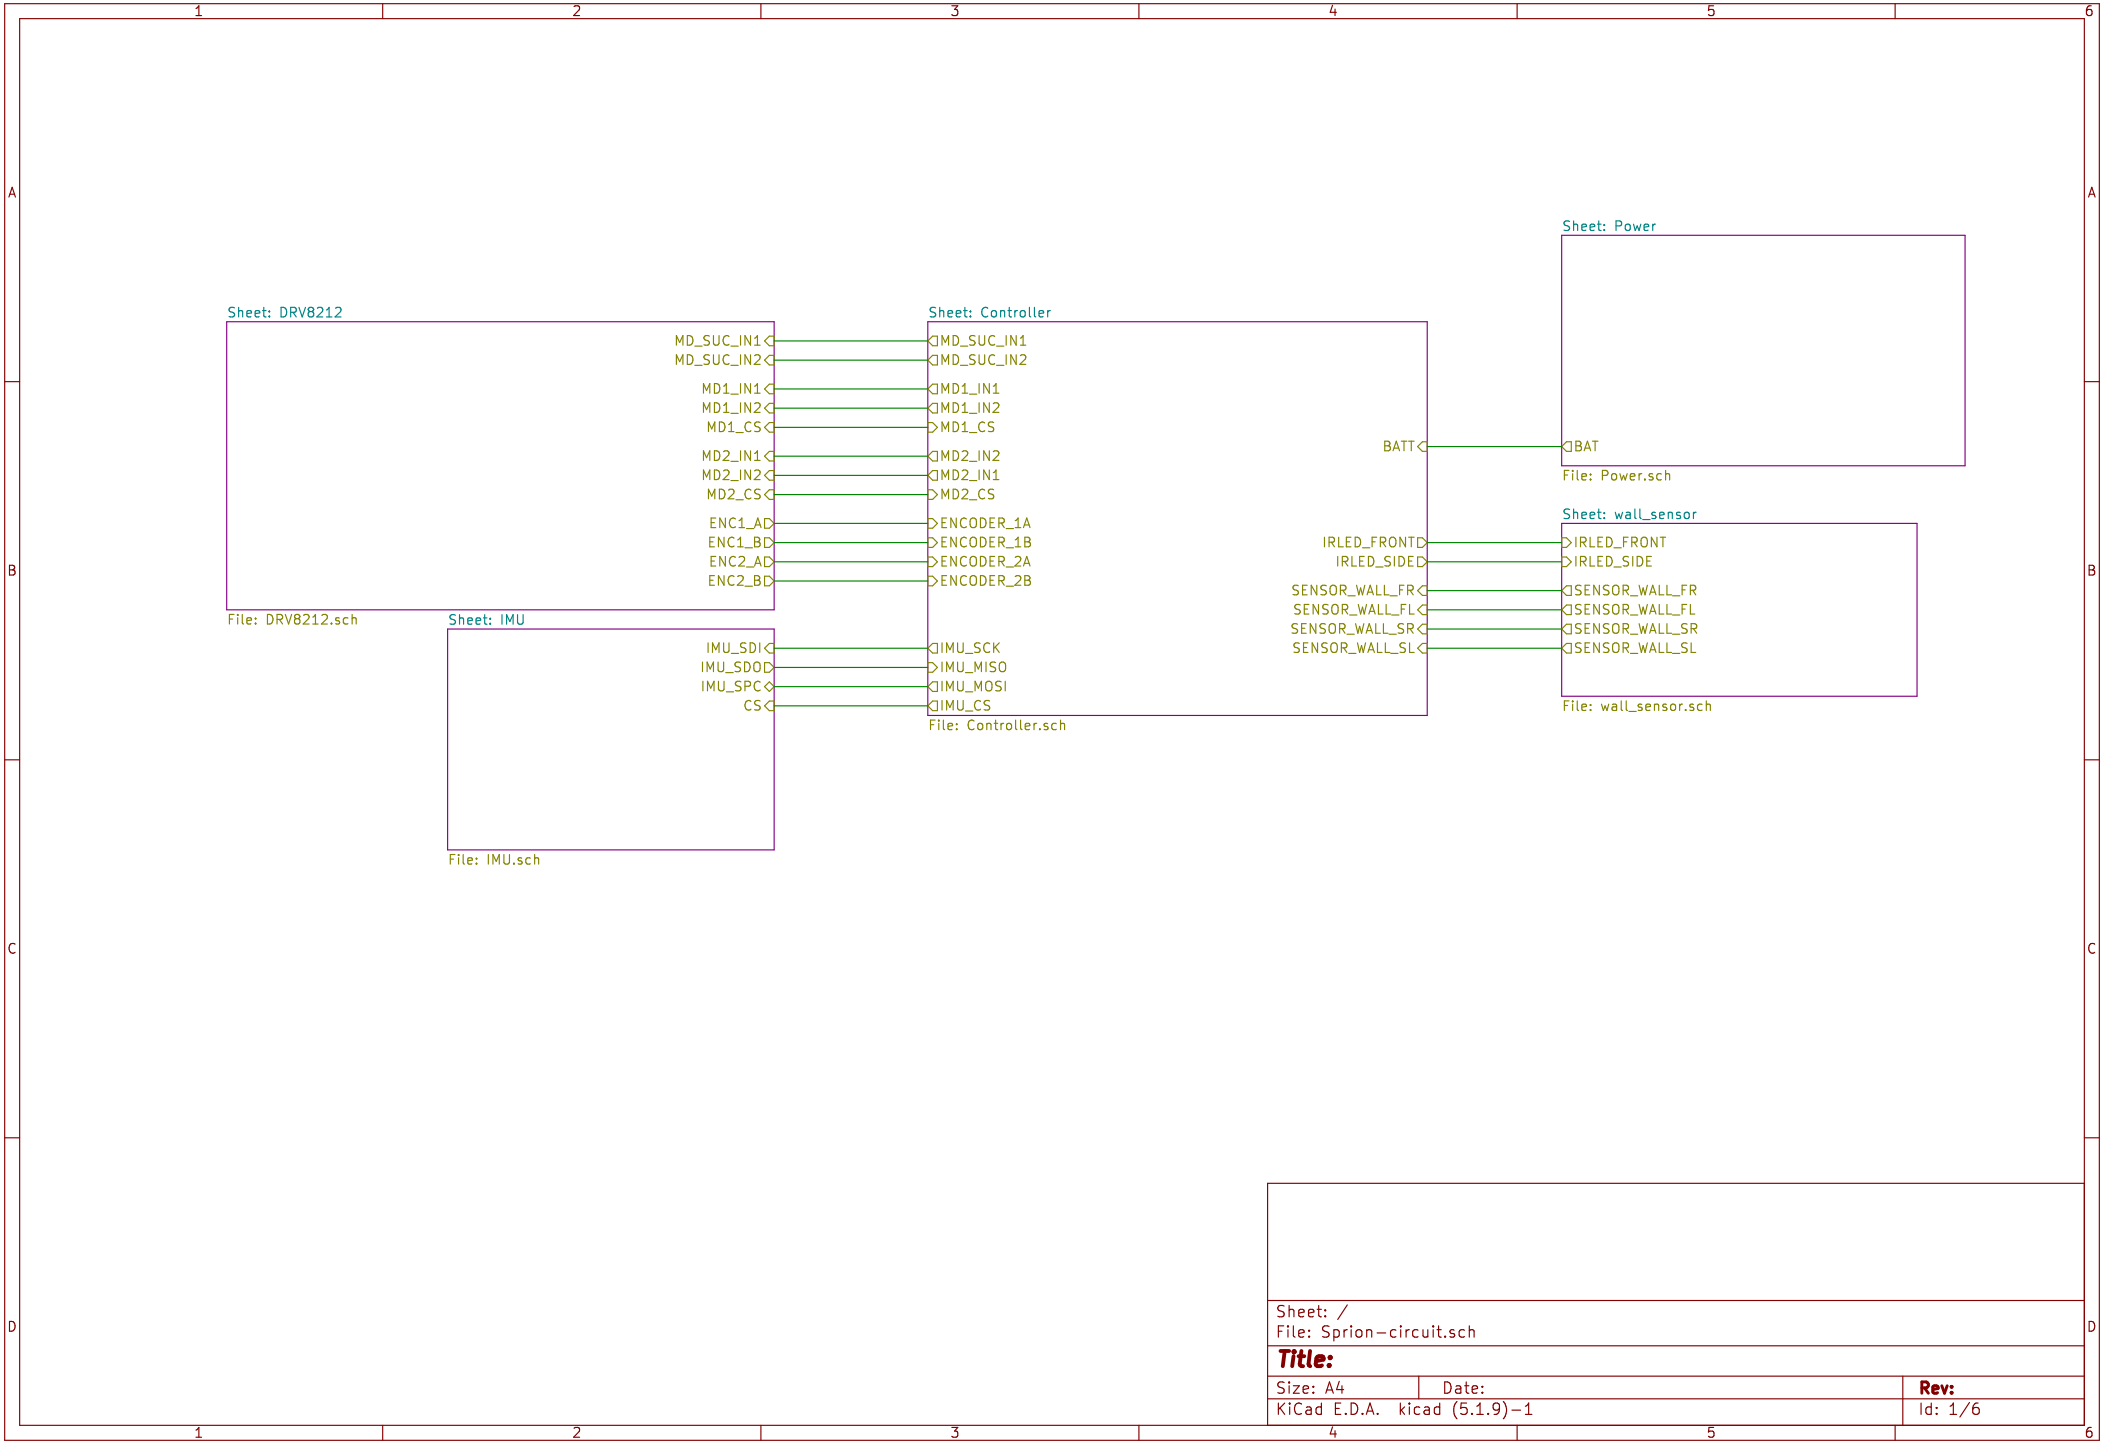 1 2 3 4 5 6
A A
B B
C C
D D
Sheet: DRV8212
MD_SUC_IN1
MD_SUC_IN2
MD1_IN1
MD1_IN2
MD1_CS
MD2_IN1
MD2_IN2
MD2_CS
ENC1_A
ENC1_B
ENC2_A
ENC2_B
File: DRV8212.sch
Sheet: IMU
IMU_SDI
IMU_SDO
IMU_SPC
CS
File: IMU.sch
Sheet: Controller
MD_SUC_IN1
MD_SUC_IN2
MD1_IN1
MD1_IN2
MD1_CS
MD2_IN2
MD2_IN1
MD2_CS
ENCODER_1A
ENCODER_1B
ENCODER_2A
ENCODER_2B
IMU_SCK
IMU_MISO
IMU_MOSI
IMU_CS
BATT
IRLED_FRONT
IRLED_SIDE
SENSOR_WALL_FR
SENSOR_WALL_FL
SENSOR_WALL_SR
SENSOR_WALL_SL
File: Controller.sch
Sheet: Power
BAT
File: Power.sch
Sheet: wall_sensor
IRLED_FRONT
IRLED_SIDE
SENSOR_WALL_FR
SENSOR_WALL_FL
SENSOR_WALL_SR
SENSOR_WALL_SL
File: wall_sensor.sch
Sheet: /
File: Sprion-circuit.sch
Title:
Size: A4 Date: Rev:
KiCad E.D.A. kicad (5.1.9)-1 Id: 1/6
1 2 3 4 5 6